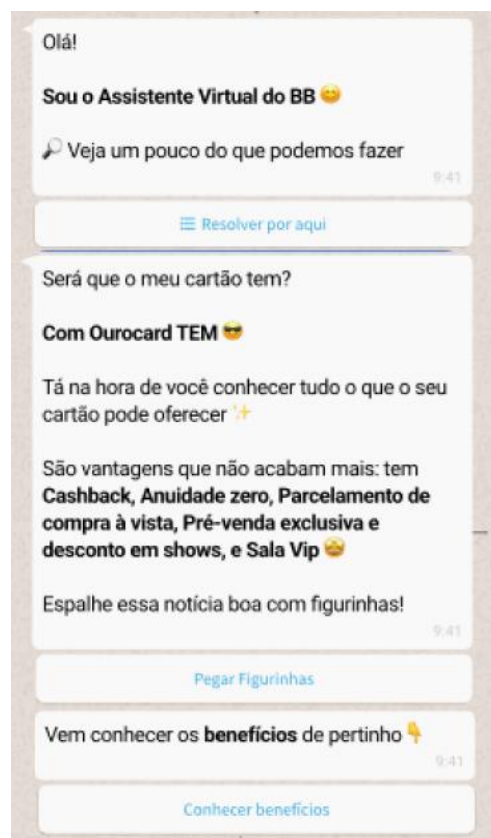 Olá!
Sou o Assistente Virtual do BB 😊
🔎 Veja um pouco do que podemos fazer
9:41
Resolver por aqui
Será que o meu cartão tem?
Com Ourocard TEM 😎
Tá na hora de você conhecer tudo o que o seu
cartão pode oferecer ✨
São vantagens que não acabam mais: tem
Cashback, Anuidade zero, Parcelamento de
compra à vista, Pré-venda exclusiva e
desconto em shows, e Sala Vip 🤩
Espalhe essa notícia boa com figurinhas!
9:41
Pegar Figurinhas
Vem conhecer os benefícios de pertinho 👇
9:41
Conhecer benefícios